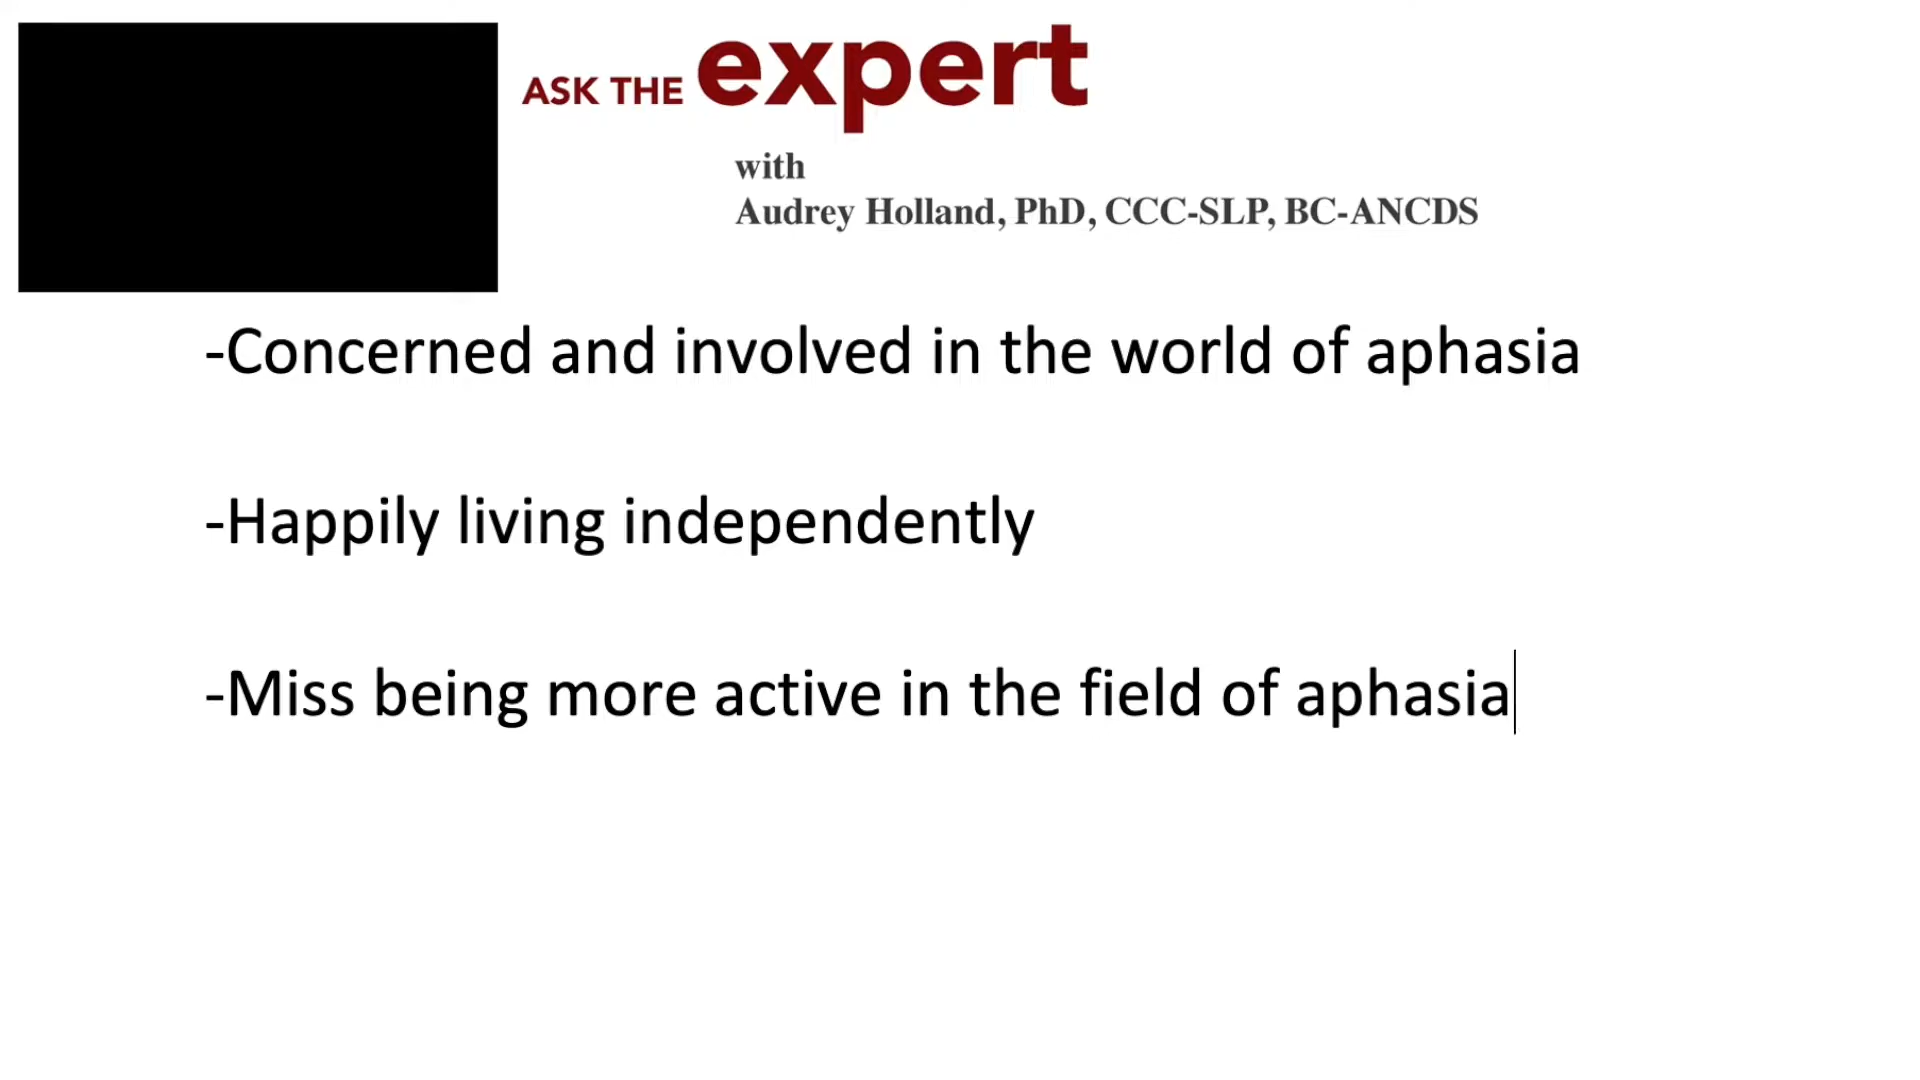 ASK THE expert
with
Audrey Holland, PhD, CCC-SLP, BC-ANCDS
-Concerned and involved in the world of aphasia
-Happily living independently
-Miss being more active in the field of aphasia